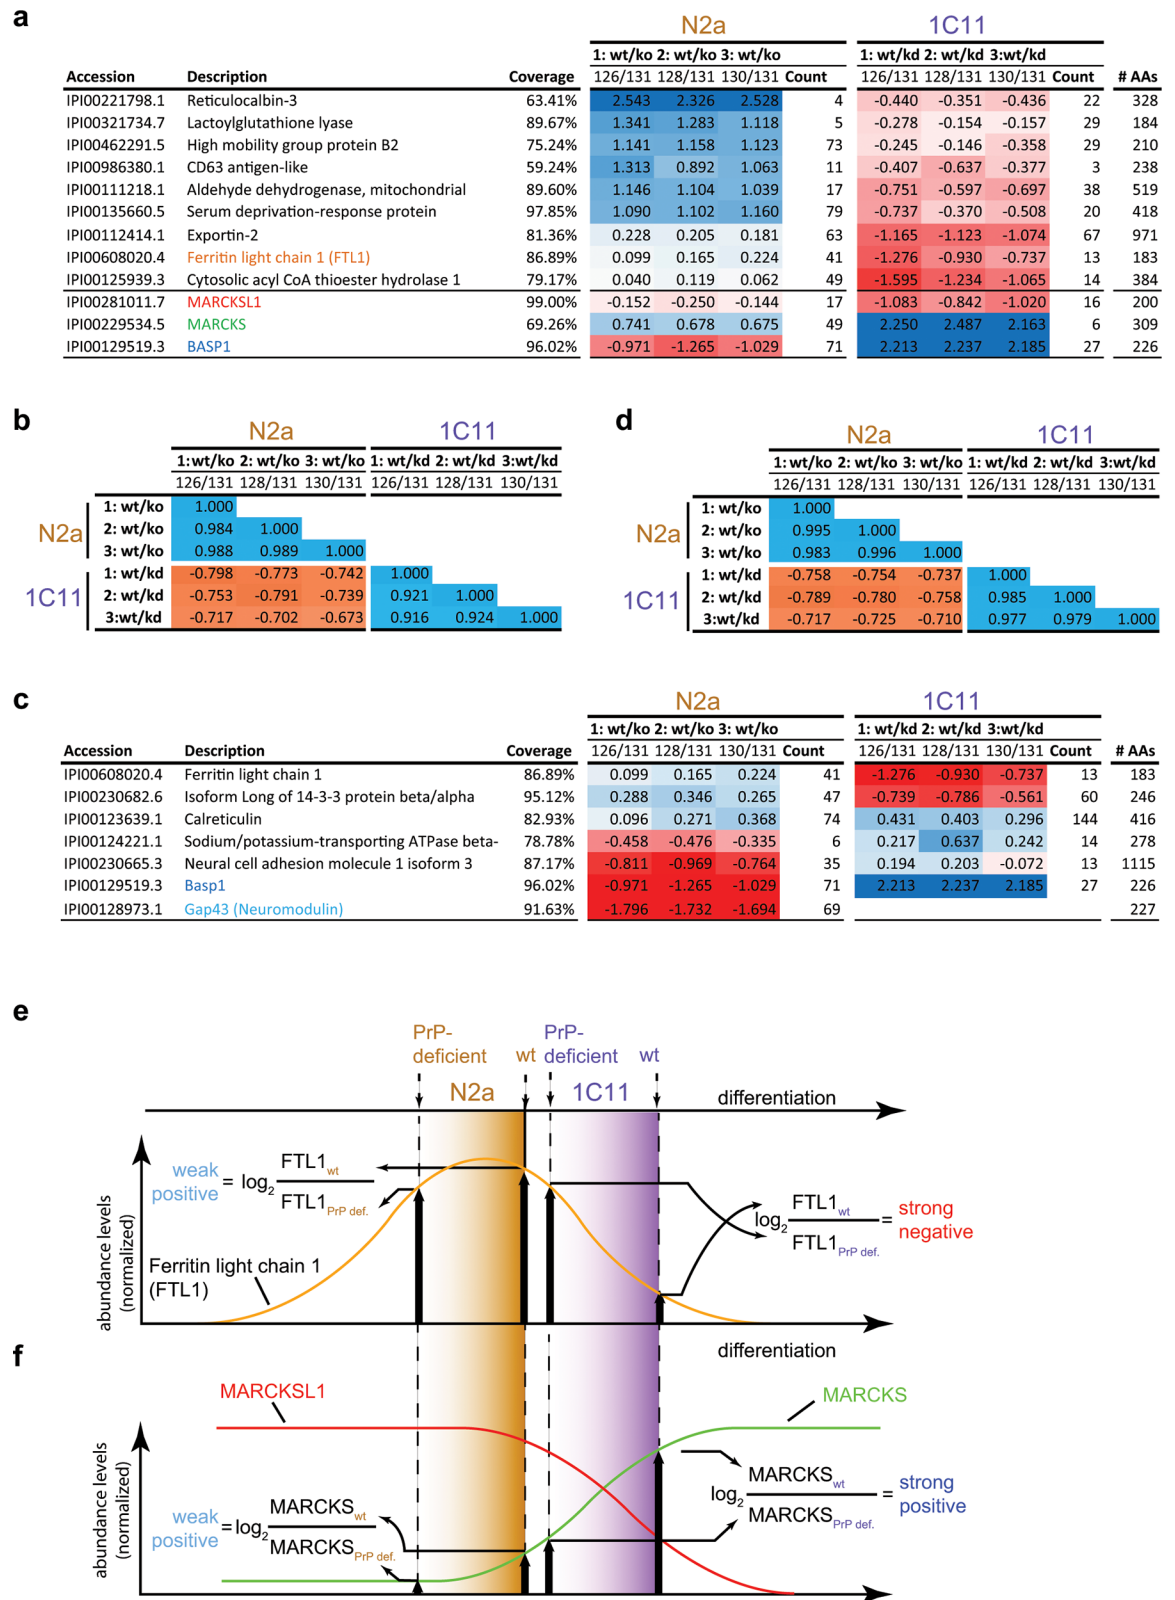 a
N2a 1C11
1: wt/ko 2: wt/ko 3: wt/ko 1: wt/kd 2: wt/kd 3:wt/kd
Accession Description Coverage 126/131 128/131 130/131 Count 126/131 128/131 130/131 Count # AAs
IPI00221798.1 Reticulocalbin-3 63.41% 2.543 2.326 2.528 4 -0.440 -0.351 -0.436 22 328
IPI00321734.7 Lactoylglutathione lyase 89.67% 1.341 1.283 1.118 5 -0.278 -0.154 -0.157 29 184
IPI00462291.5 High mobility group protein B2 75.24% 1.141 1.158 1.123 73 -0.245 -0.146 -0.358 29 210
IPI00986380.1 CD63 antigen-like 59.24% 1.313 0.892 1.063 11 -0.407 -0.637 -0.377 3 238
IPI00111218.1 Aldehyde dehydrogenase, mitochondrial 89.60% 1.146 1.104 1.039 17 -0.751 -0.597 -0.697 38 519
IPI00135660.5 Serum deprivation-response protein 97.85% 1.090 1.102 1.160 79 -0.737 -0.370 -0.508 20 418
IPI00112414.1 Exportin-2 81.36% 0.228 0.205 0.181 63 -1.165 -1.123 -1.074 67 971
IPI00608020.4 Ferritin light chain 1 (FTL1) 86.89% 0.099 0.165 0.224 41 -1.276 -0.930 -0.737 13 183
IPI00125939.3 Cytosolic acyl CoA thioester hydrolase 1 79.17% 0.040 0.119 0.062 49 -1.595 -1.234 -1.065 14 384
IPI00281011.7 MARCKSL1 99.00% -0.152 -0.250 -0.144 17 -1.083 -0.842 -1.020 16 200
IPI00229534.5 MARCKS 69.26% 0.741 0.678 0.675 49 2.250 2.487 2.163 6 309
IPI00129519.3 BASP1 96.02% -0.971 -1.265 -1.029 71 2.213 2.237 2.185 27 226
b
N2a 1C11
1: wt/ko 2: wt/ko 3: wt/ko 1: wt/kd 2: wt/kd 3:wt/kd
126/131 128/131 130/131 126/131 128/131 130/131
N2a
1: wt/ko 1.000
2: wt/ko 0.984 1.000
3: wt/ko 0.988 0.989 1.000
1C11
1: wt/kd -0.798 -0.773 -0.742 1.000
2: wt/kd -0.753 -0.791 -0.739 0.921 1.000
3:wt/kd -0.717 -0.702 -0.673 0.916 0.924 1.000
d
N2a 1C11
1: wt/ko 2: wt/ko 3: wt/ko 1: wt/kd 2: wt/kd 3:wt/kd
126/131 128/131 130/131 126/131 128/131 130/131
N2a
1: wt/ko 1.000
2: wt/ko 0.995 1.000
3: wt/ko 0.983 0.996 1.000
1C11
1: wt/kd -0.758 -0.754 -0.737 1.000
2: wt/kd -0.789 -0.780 -0.758 0.985 1.000
3:wt/kd -0.717 -0.725 -0.710 0.977 0.979 1.000
c
N2a 1C11
1: wt/ko 2: wt/ko 3: wt/ko 1: wt/kd 2: wt/kd 3:wt/kd
Accession Description Coverage 126/131 128/131 130/131 Count 126/131 128/131 130/131 Count # AAs
IPI00608020.4 Ferritin light chain 1 86.89% 0.099 0.165 0.224 41 -1.276 -0.930 -0.737 13 183
IPI00230682.6 Isoform Long of 14-3-3 protein beta/alpha 95.12% 0.288 0.346 0.265 47 -0.739 -0.786 -0.561 60 246
IPI00123639.1 Calreticulin 82.93% 0.096 0.271 0.368 74 0.431 0.403 0.296 144 416
IPI00124221.1 Sodium/potassium-transporting ATPase beta- 78.78% -0.458 -0.476 -0.335 6 0.217 0.637 0.242 14 278
IPI00230665.3 Neural cell adhesion molecule 1 isoform 3 87.17% -0.811 -0.969 -0.764 35 0.194 0.203 -0.072 13 1115
IPI00129519.3 Basp1 96.02% -0.971 -1.265 -1.029 71 2.213 2.237 2.185 27 226
IPI00128973.1 Gap43 (Neuromodulin) 91.63% -1.796 -1.732 -1.694 69 227
e
PrP- PrP-
deficient wt deficient wt
N2a 1C11
differentiation
abundance levels
(normalized)
weak
positive = log2 FTL1wt
FTL1PrP def.
Ferritin light chain 1
(FTL1)
log2 FTL1wt = strong
FTL1PrP def. negative
differentiation
f
MARCKSL1
MARCKS
abundance levels
(normalized)
weak
positive = log2 MARCKSwt
MARCKSPrP def.
log2 MARCKSwt = strong
MARCKSPrP def. positive